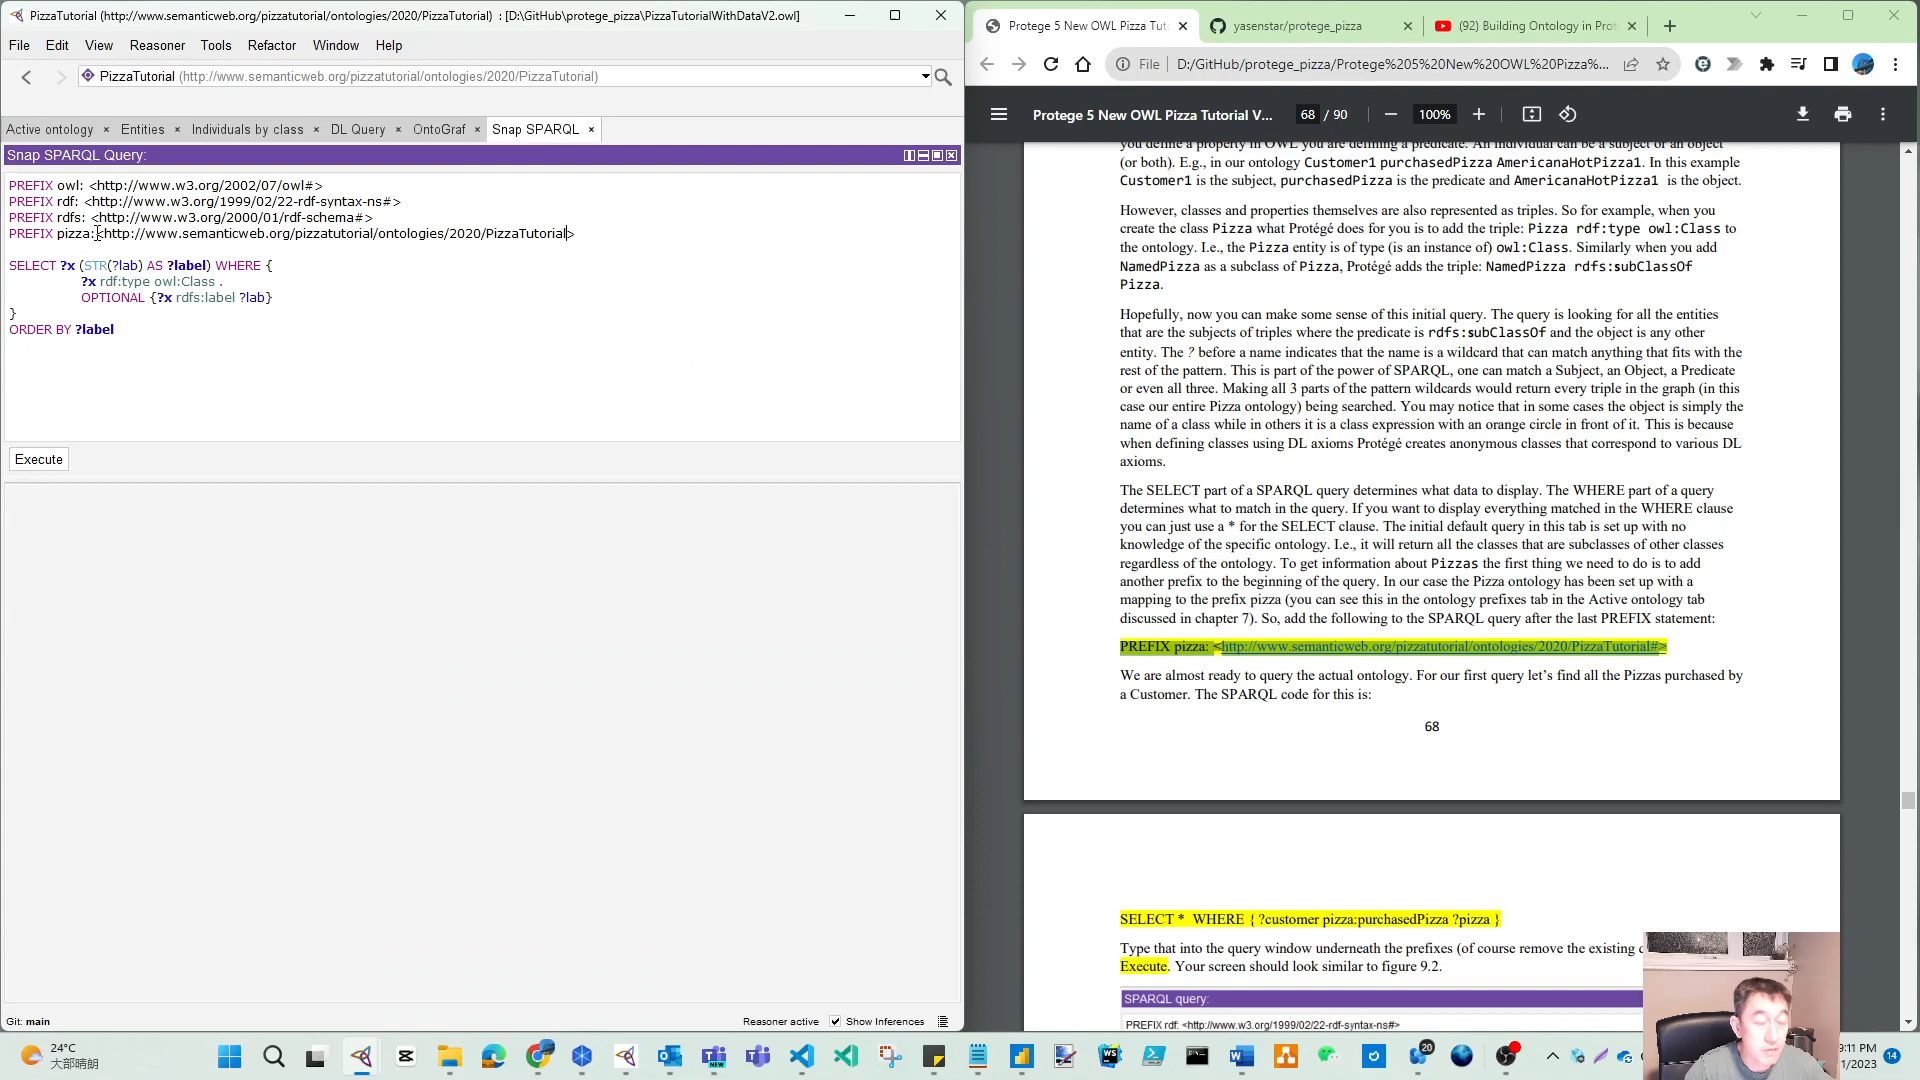 PizzaTutorial (http://www.semanticweb.org/pizzatutorial/ontologies/2020/PizzaTutorial) : [D:\GitHub\protege_pizza\PizzaTutorialWithDataV2.owl]
File Edit View Reasoner Tools Refactor Window Help
PizzaTutorial (http://www.semanticweb.org/pizzatutorial/ontologies/2020/PizzaTutorial)
Active ontology × Entities × Individuals by class × DL Query × OntoGraf × Snap SPARQL ×
Snap SPARQL Query:
PREFIX owl: <http://www.w3.org/2002/07/owl#>
PREFIX rdf: <http://www.w3.org/1999/02/22-rdf-syntax-ns#>
PREFIX rdfs: <http://www.w3.org/2000/01/rdf-schema#>
PREFIX pizza:<http://www.semanticweb.org/pizzatutorial/ontologies/2020/PizzaTutorial>
SELECT ?x (STR(?lab) AS ?label) WHERE {
?x rdf:type owl:Class .
OPTIONAL {?x rdfs:label ?lab}
}
ORDER BY ?label
Execute
Git: main
Reasoner active Show Inferences
Protege 5 New OWL Pizza Tut
yasenstar/protege_pizza
(92) Building Ontology in Prot
File D:/GitHub/protege_pizza/Protege%205%20New%20OWL%20Pizza%...
Protege 5 New OWL Pizza Tutorial V... 68 / 90 100%
you define a property in OWL you are defining a predicate. An individual can be a subject or an object
(or both). E.g., in our ontology Customer1 purchasedPizza AmericanaHotPizza1. In this example
Customer1 is the subject, purchasedPizza is the predicate and AmericanaHotPizza1 is the object.
However, classes and properties themselves are also represented as triples. So for example, when you
create the class Pizza what Protégé does for you is to add the triple: Pizza rdf:type owl:Class to
the ontology. I.e., the Pizza entity is of type (is an instance of) owl:Class. Similarly when you add
NamedPizza as a subclass of Pizza, Protégé adds the triple: NamedPizza rdfs:subClassOf
Pizza.
Hopefully, now you can make some sense of this initial query. The query is looking for all the entities
that are the subjects of triples where the predicate is rdfs:subClassOf and the object is any other
entity. The ? before a name indicates that the name is a wildcard that can match anything that fits with the
rest of the pattern. This is part of the power of SPARQL, one can match a Subject, an Object, a Predicate
or even all three. Making all 3 parts of the pattern wildcards would return every triple in the graph (in this
case our entire Pizza ontology) being searched. You may notice that in some cases the object is simply the
name of a class while in others it is a class expression with an orange circle in front of it. This is because
when defining classes using DL axioms Protégé creates anonymous classes that correspond to various DL
axioms.
The SELECT part of a SPARQL query determines what data to display. The WHERE part of a query
determines what to match in the query. If you want to display everything matched in the WHERE clause
you can just use a * for the SELECT clause. The initial default query in this tab is set up with no
knowledge of the specific ontology. I.e., it will return all the classes that are subclasses of other classes
regardless of the ontology. To get information about Pizzas the first thing we need to do is to add
another prefix to the beginning of the query. In our case the Pizza ontology has been set up with a
mapping to the prefix pizza (you can see this in the ontology prefixes tab in the Active ontology tab
discussed in chapter 7). So, add the following to the SPARQL query after the last PREFIX statement:
PREFIX pizza: <http://www.semanticweb.org/pizzatutorial/ontologies/2020/PizzaTutorial#>
We are almost ready to query the actual ontology. For our first query let's find all the Pizzas purchased by
a Customer. The SPARQL code for this is:
68
SELECT * WHERE { ?customer pizza:purchasedPizza ?pizza }
Type that into the query window underneath the prefixes (of course remove the existing
Execute. Your screen should look similar to figure 9.2.
SPARQL query:
PREFIX rdf: <http://www.w3.org/1999/02/22-rdf-syntax-ns#>
24°C
大部晴朗
NEW
WS
20
:11 PM
1/2023
14